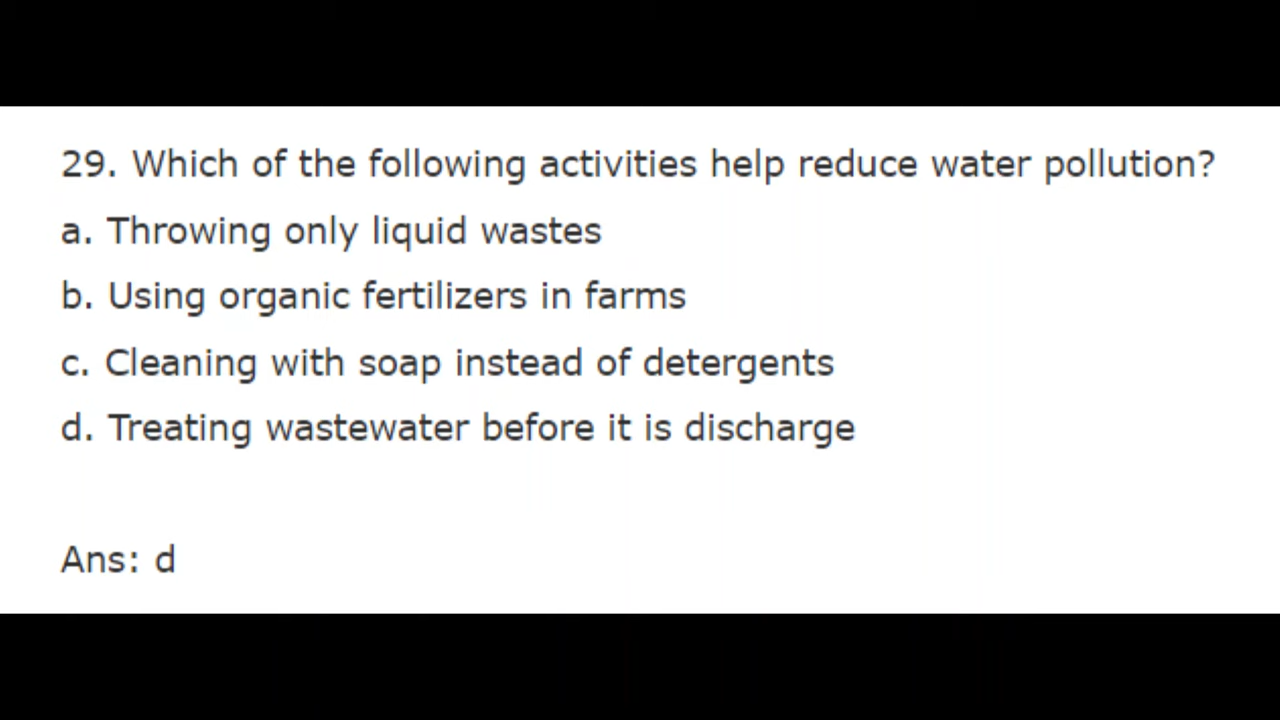 29. Which of the following activities help reduce water pollution?
a. Throwing only liquid wastes
b. Using organic fertilizers in farms
c. Cleaning with soap instead of detergents
d. Treating wastewater before it is discharge
Ans: d